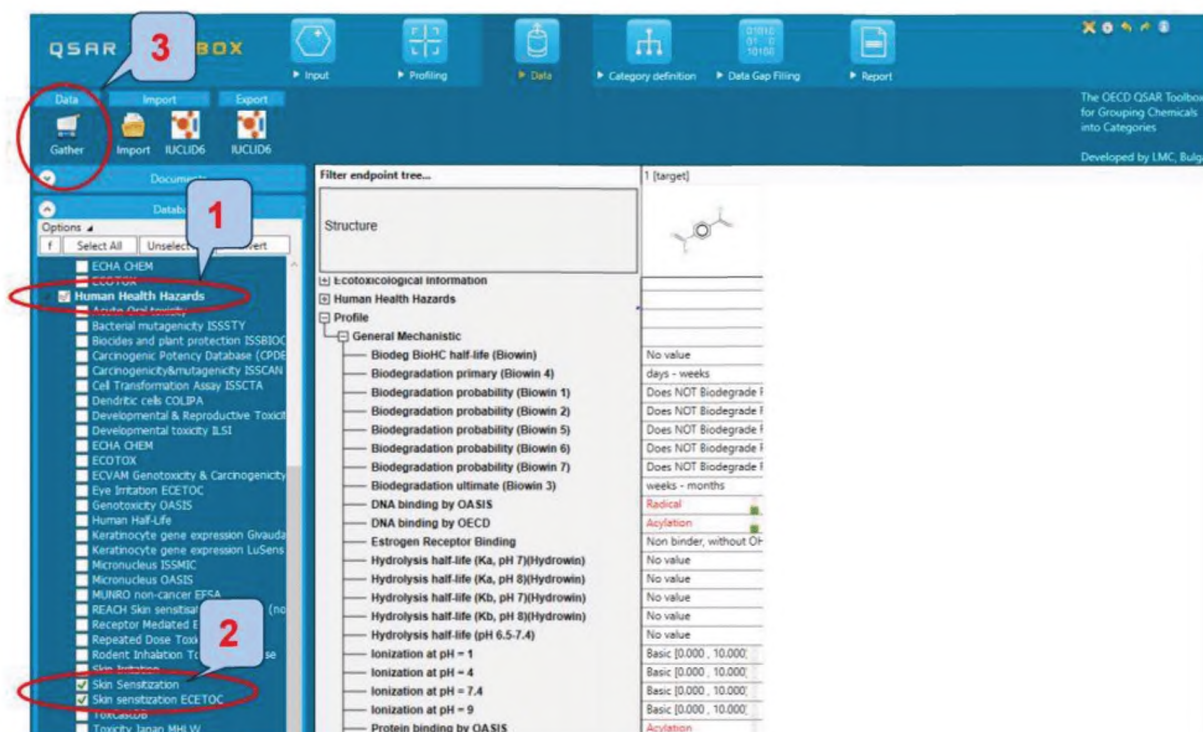 QSAR BOX
3
Input
Profiling
Data
Category definition
Data Gap Filling
Report
01010
01 0
10100
Data
Import
Export
Gather
Import
IUCLID6
IUCLID6
The OECD QSAR Toolbox
for Grouping Chemicals
into Categories
Developed by LMC, Bulg
Documents
1
Options
f
Select All
ECHA CHEM
ECOTOX
Human Health Hazards
Acute Oral toxicity
Bacterial mutagenicity ISSSTY
Biocides and plant protection ISSBIOC
Carcinogenic Potency Database (CPDB
Carcinogenicity&mutagenicity ISSCAN
Cell Transformation Assay ISSCTA
Dendritic cells COLIPA
Developmental & Reproductive Toxicit
Developmental toxicity ILSI
ECHA CHEM
ECOTOX
ECVAM Genotoxicity & Carcinogenicity
Eye Irritation ECETOC
Genotoxicity OASIS
Human Half-Life
Keratinocyte gene expression Givauda
Keratinocyte gene expression LuSens
Micronucleus ISSMIC
Micronucleus OASIS
MUNRO non-cancer EFSA
REACH Skin (no
Receptor Mediated
Repeated Dose
Rodent Inhalation
2
Skin Irritation
Skin Sensitization
Skin sensitization ECETOC
ToxCastDB
Toxicity Japan MHLW
Filter endpoint tree...
1 [target]
Structure
Ecotoxicological Information
Human Health Hazards
Profile
General Mechanistic
Biodeg BioHC half-life (Biowin) No value
Biodegradation primary (Biowin 4) days - weeks
Biodegradation probability (Biowin 1) Does NOT Biodegrade F
Biodegradation probability (Biowin 2) Does NOT Biodegrade F
Biodegradation probability (Biowin 5) Does NOT Biodegrade F
Biodegradation probability (Biowin 6) Does NOT Biodegrade F
Biodegradation probability (Biowin 7) Does NOT Biodegrade F
Biodegradation ultimate (Biowin 3) weeks - months
DNA binding by OASIS Radical
DNA binding by OECD Acylation
Estrogen Receptor Binding Non binder, without OH
Hydrolysis half-life (Ka, pH 7)(Hydrowin) No value
Hydrolysis half-life (Ka, pH 8)(Hydrowin) No value
Hydrolysis half-life (Kb, pH 7)(Hydrowin) No value
Hydrolysis half-life (Kb, pH 8)(Hydrowin) No value
Hydrolysis half-life (pH 6.5-7.4) No value
Ionization at pH = 1 Basic [0.000 , 10.000]
Ionization at pH = 4 Basic [0.000 , 10.000]
Ionization at pH = 7.4 Basic [0.000 , 10.000]
Ionization at pH = 9 Basic [0.000 , 10.000]
Protein binding by OASIS Acylation